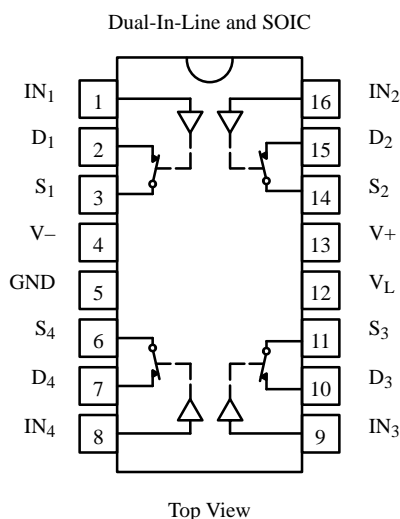 Dual-In-Line and SOIC
IN1 1 16 IN2
D1 2 15 D2
S1 3 14 S2
V– 4 13 V+
GND 5 12 VL
S4 6 11 S3
D4 7 10 D3
IN4 8 9 IN3
Top View